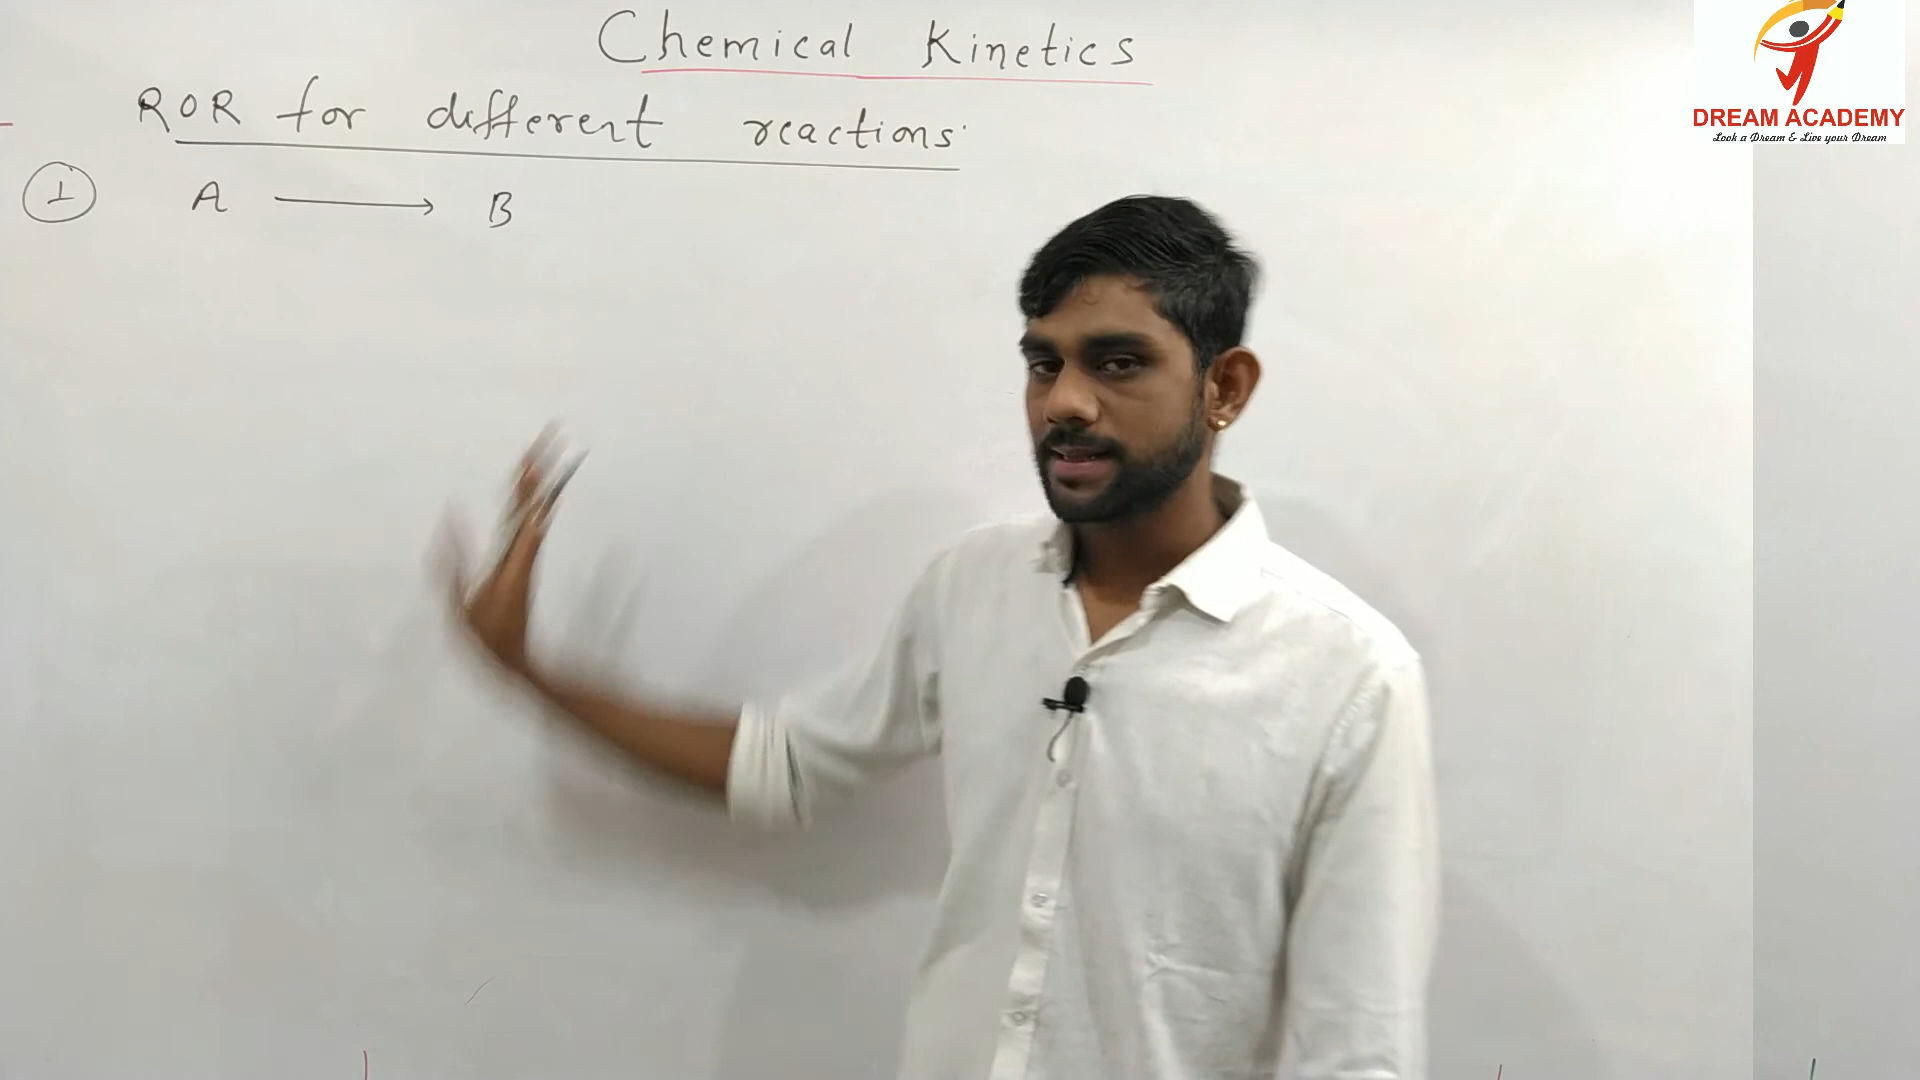 Chemical Kinetics
ROR for different reactions
① A ⟶ B
DREAM ACADEMY
Look a Dream & Live your Dream